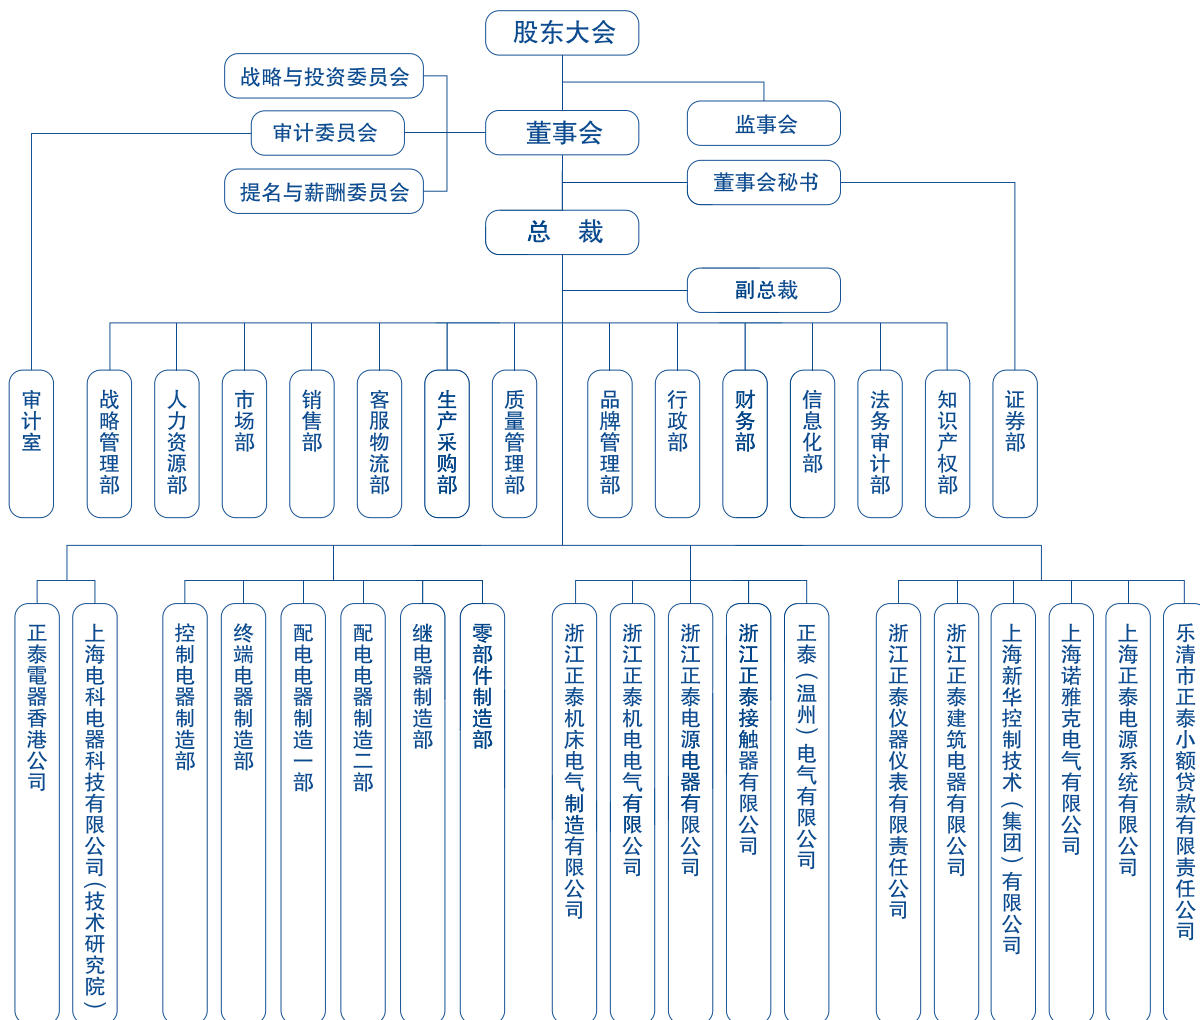 股东大会
战略与投资委员会
监事会
审计委员会
董事会
董事会秘书
提名与薪酬委员会
总 裁
副总裁
审计室
战略管理部
人力资源部
市场部
销售部
客服物流部
生产采购部
质量管理部
品牌管理部
行政部
财务部
信息化部
法务审计部
知识产权部
证券部
正泰電器香港公司
上海电科电器科技有限公司(技术研究院)
控制电器制造部
终端电器制造部
配电电器制造一部
配电电器制造二部
继电器制造部
零部件制造部
浙江正泰机床电气制造有限公司
浙江正泰机电电气有限公司
浙江正泰电源电器有限公司
浙江正泰接触器有限公司
正泰(温州)电气有限公司
浙江正泰仪器仪表有限责任公司
浙江正泰建筑电器有限公司
上海新华控制技术(集团)有限公司
上海诺雅克电气有限公司
上海正泰电源系统有限公司
乐清市正泰小额贷款有限责任公司